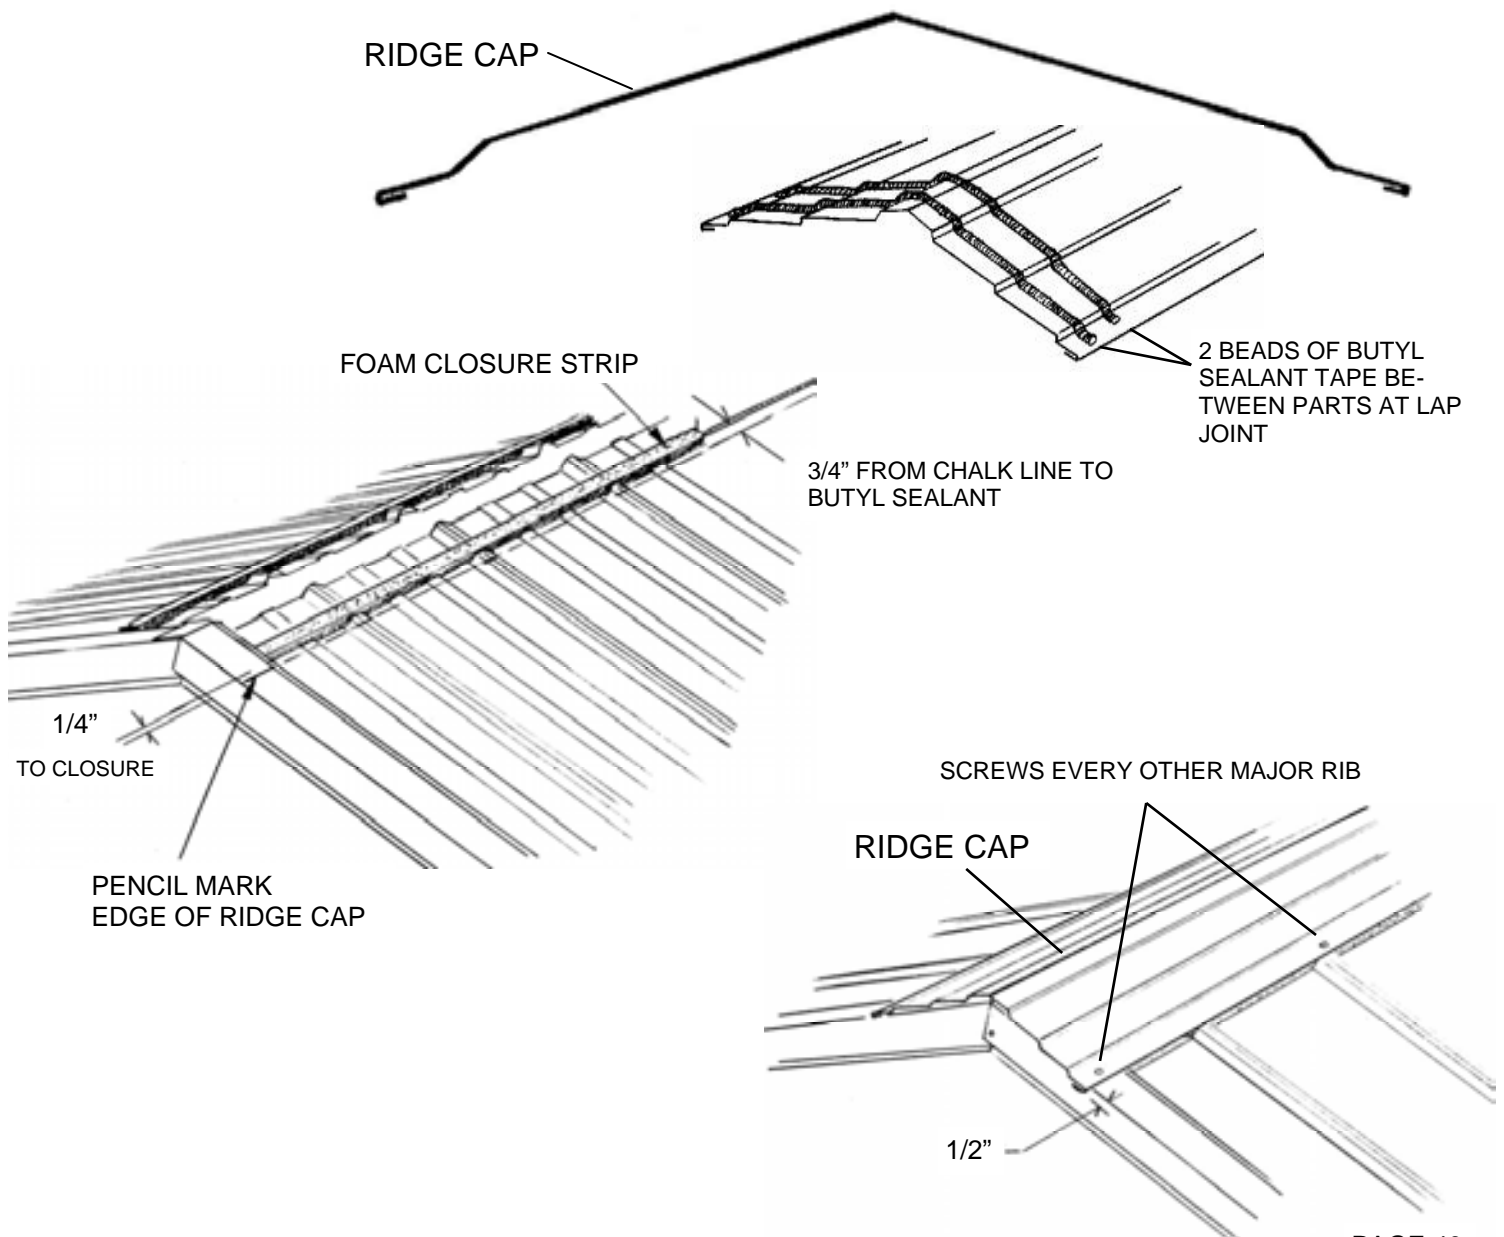 RIDGE CAP
2 BEADS OF BUTYL
SEALANT TAPE BE-
TWEEN PARTS AT LAP
JOINT
FOAM CLOSURE STRIP
3/4” FROM CHALK LINE TO
BUTYL SEALANT
1/4”
TO CLOSURE
PENCIL MARK
EDGE OF RIDGE CAP
SCREWS EVERY OTHER MAJOR RIB
RIDGE CAP
1/2”